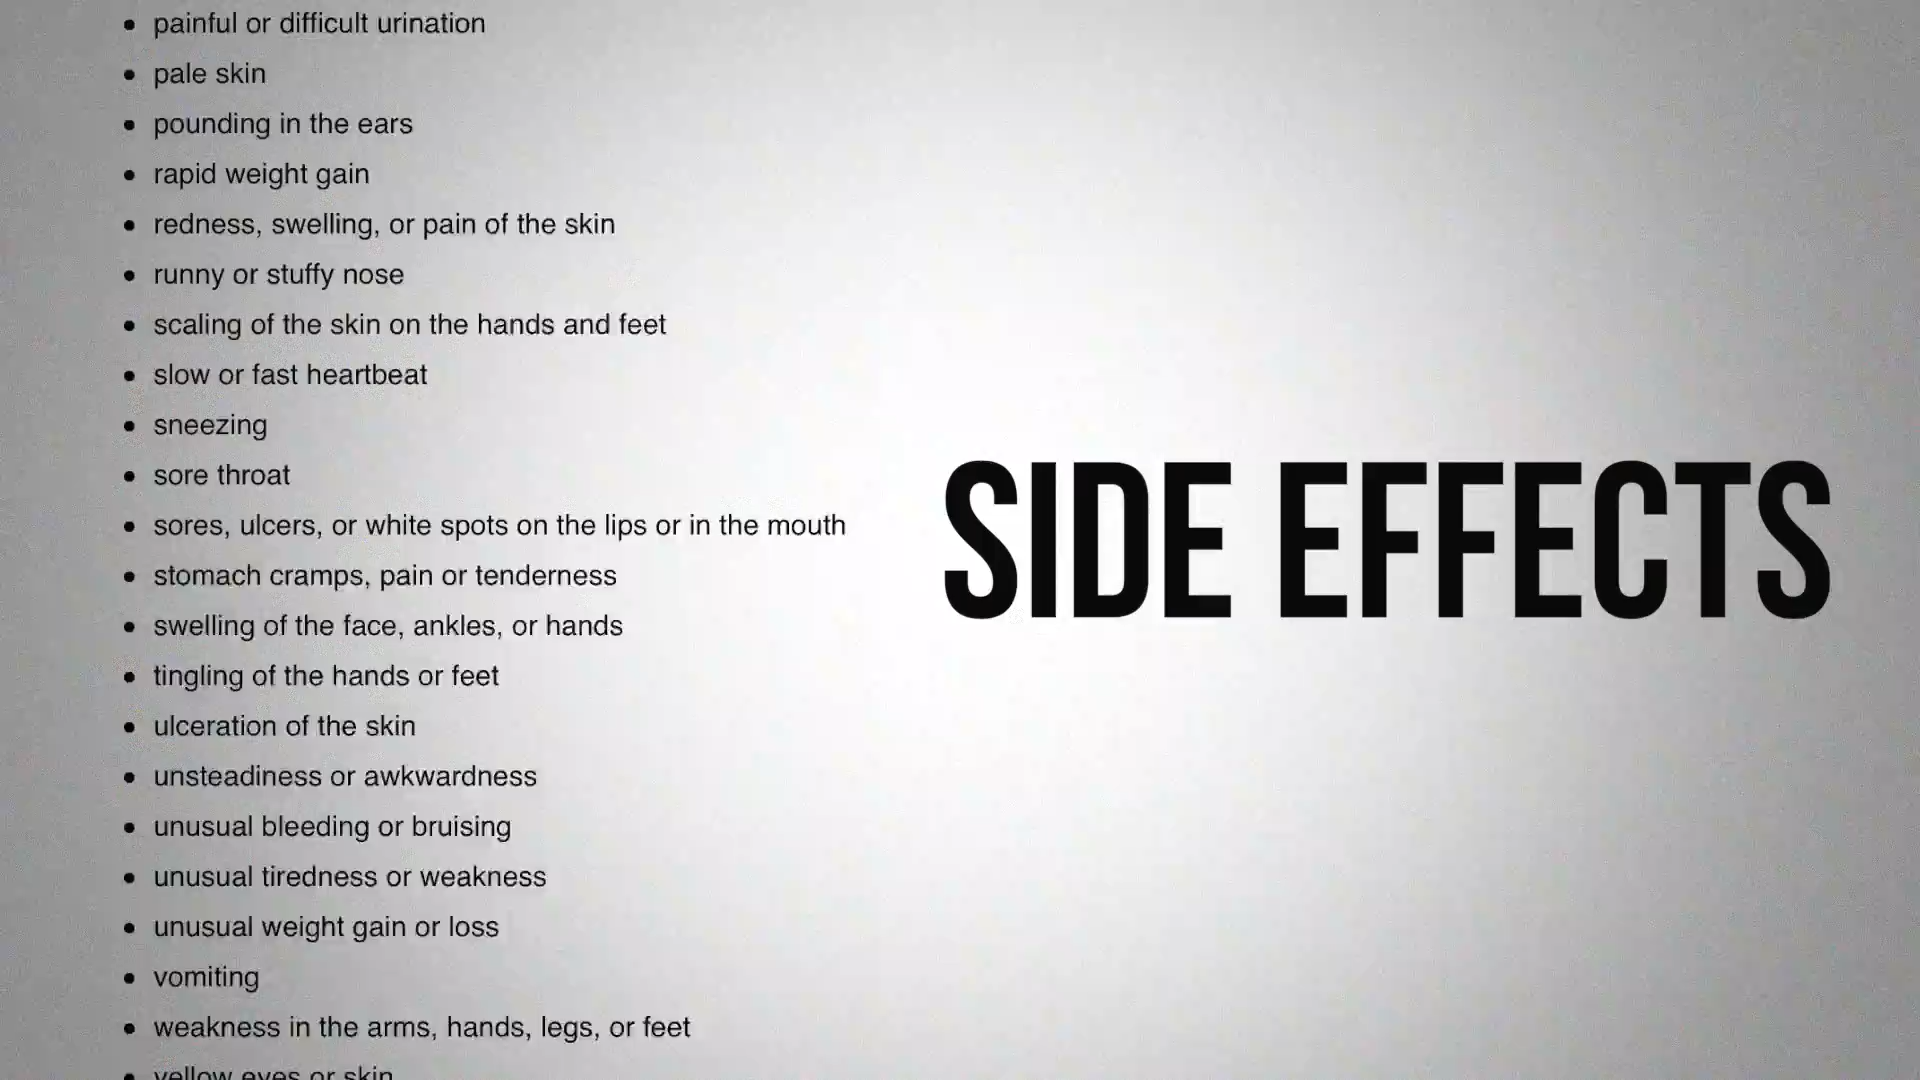 painful or difficult urination
pale skin
pounding in the ears
rapid weight gain
redness, swelling, or pain of the skin
runny or stuffy nose
scaling of the skin on the hands and feet
slow or fast heartbeat
sneezing
sore throat
sores, ulcers, or white spots on the lips or in the mouth
stomach cramps, pain or tenderness
swelling of the face, ankles, or hands
tingling of the hands or feet
ulceration of the skin
unsteadiness or awkwardness
unusual bleeding or bruising
unusual tiredness or weakness
unusual weight gain or loss
vomiting
weakness in the arms, hands, legs, or feet
yellow eyes or skin
SIDE EFFECTS